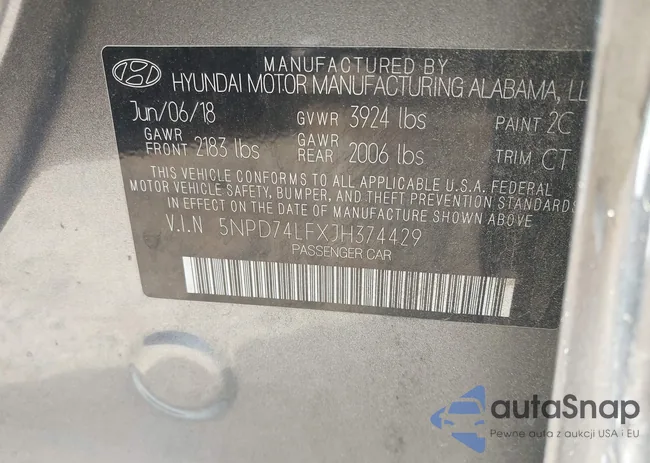 MANUFACTURED BY
HYUNDAI MOTOR MANUFACTURING ALABAMA, LL
Jun/06/18 GVWR 3924 lbs PAINT 2C
GAWR FRONT 2183 lbs GAWR REAR 2006 lbs TRIM CT
THIS VEHICLE CONFORMS TO ALL APPLICABLE U.S.A. FEDERAL
MOTOR VEHICLE SAFETY, BUMPER, AND THEFT PREVENTION STANDARDS
IN EFFECT ON THE DATE OF MANUFACTURE SHOWN ABOVE.
V.I.N 5NPD74LFXJH374429
PASSENGER CAR
autaSnap
Pewne auta z aukcji USA i EU